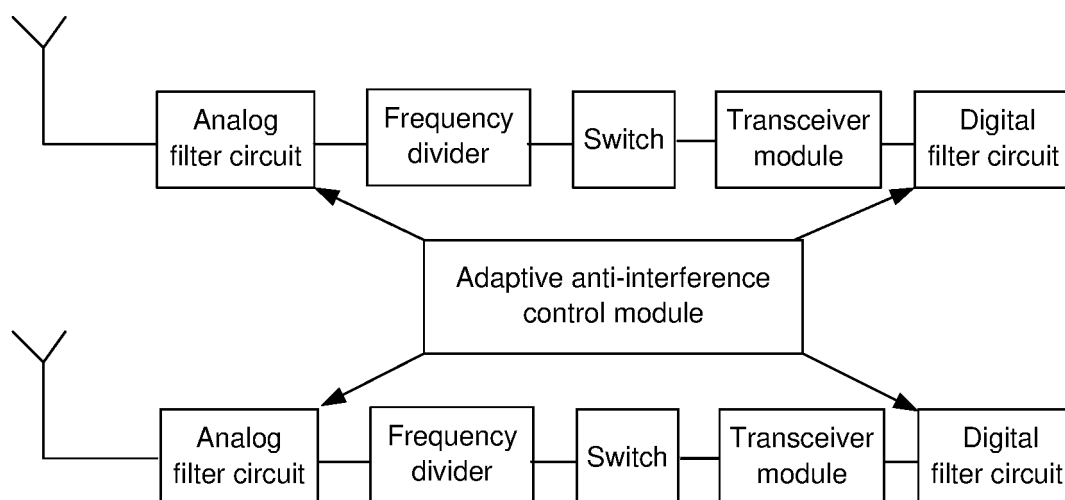 Analog
filter circuit
Frequency
divider
Switch
Transceiver
module
Digital
filter circuit
Adaptive anti-interference
control module
Analog
filter circuit
Frequency
divider
Switch
Transceiver
module
Digital
filter circuit